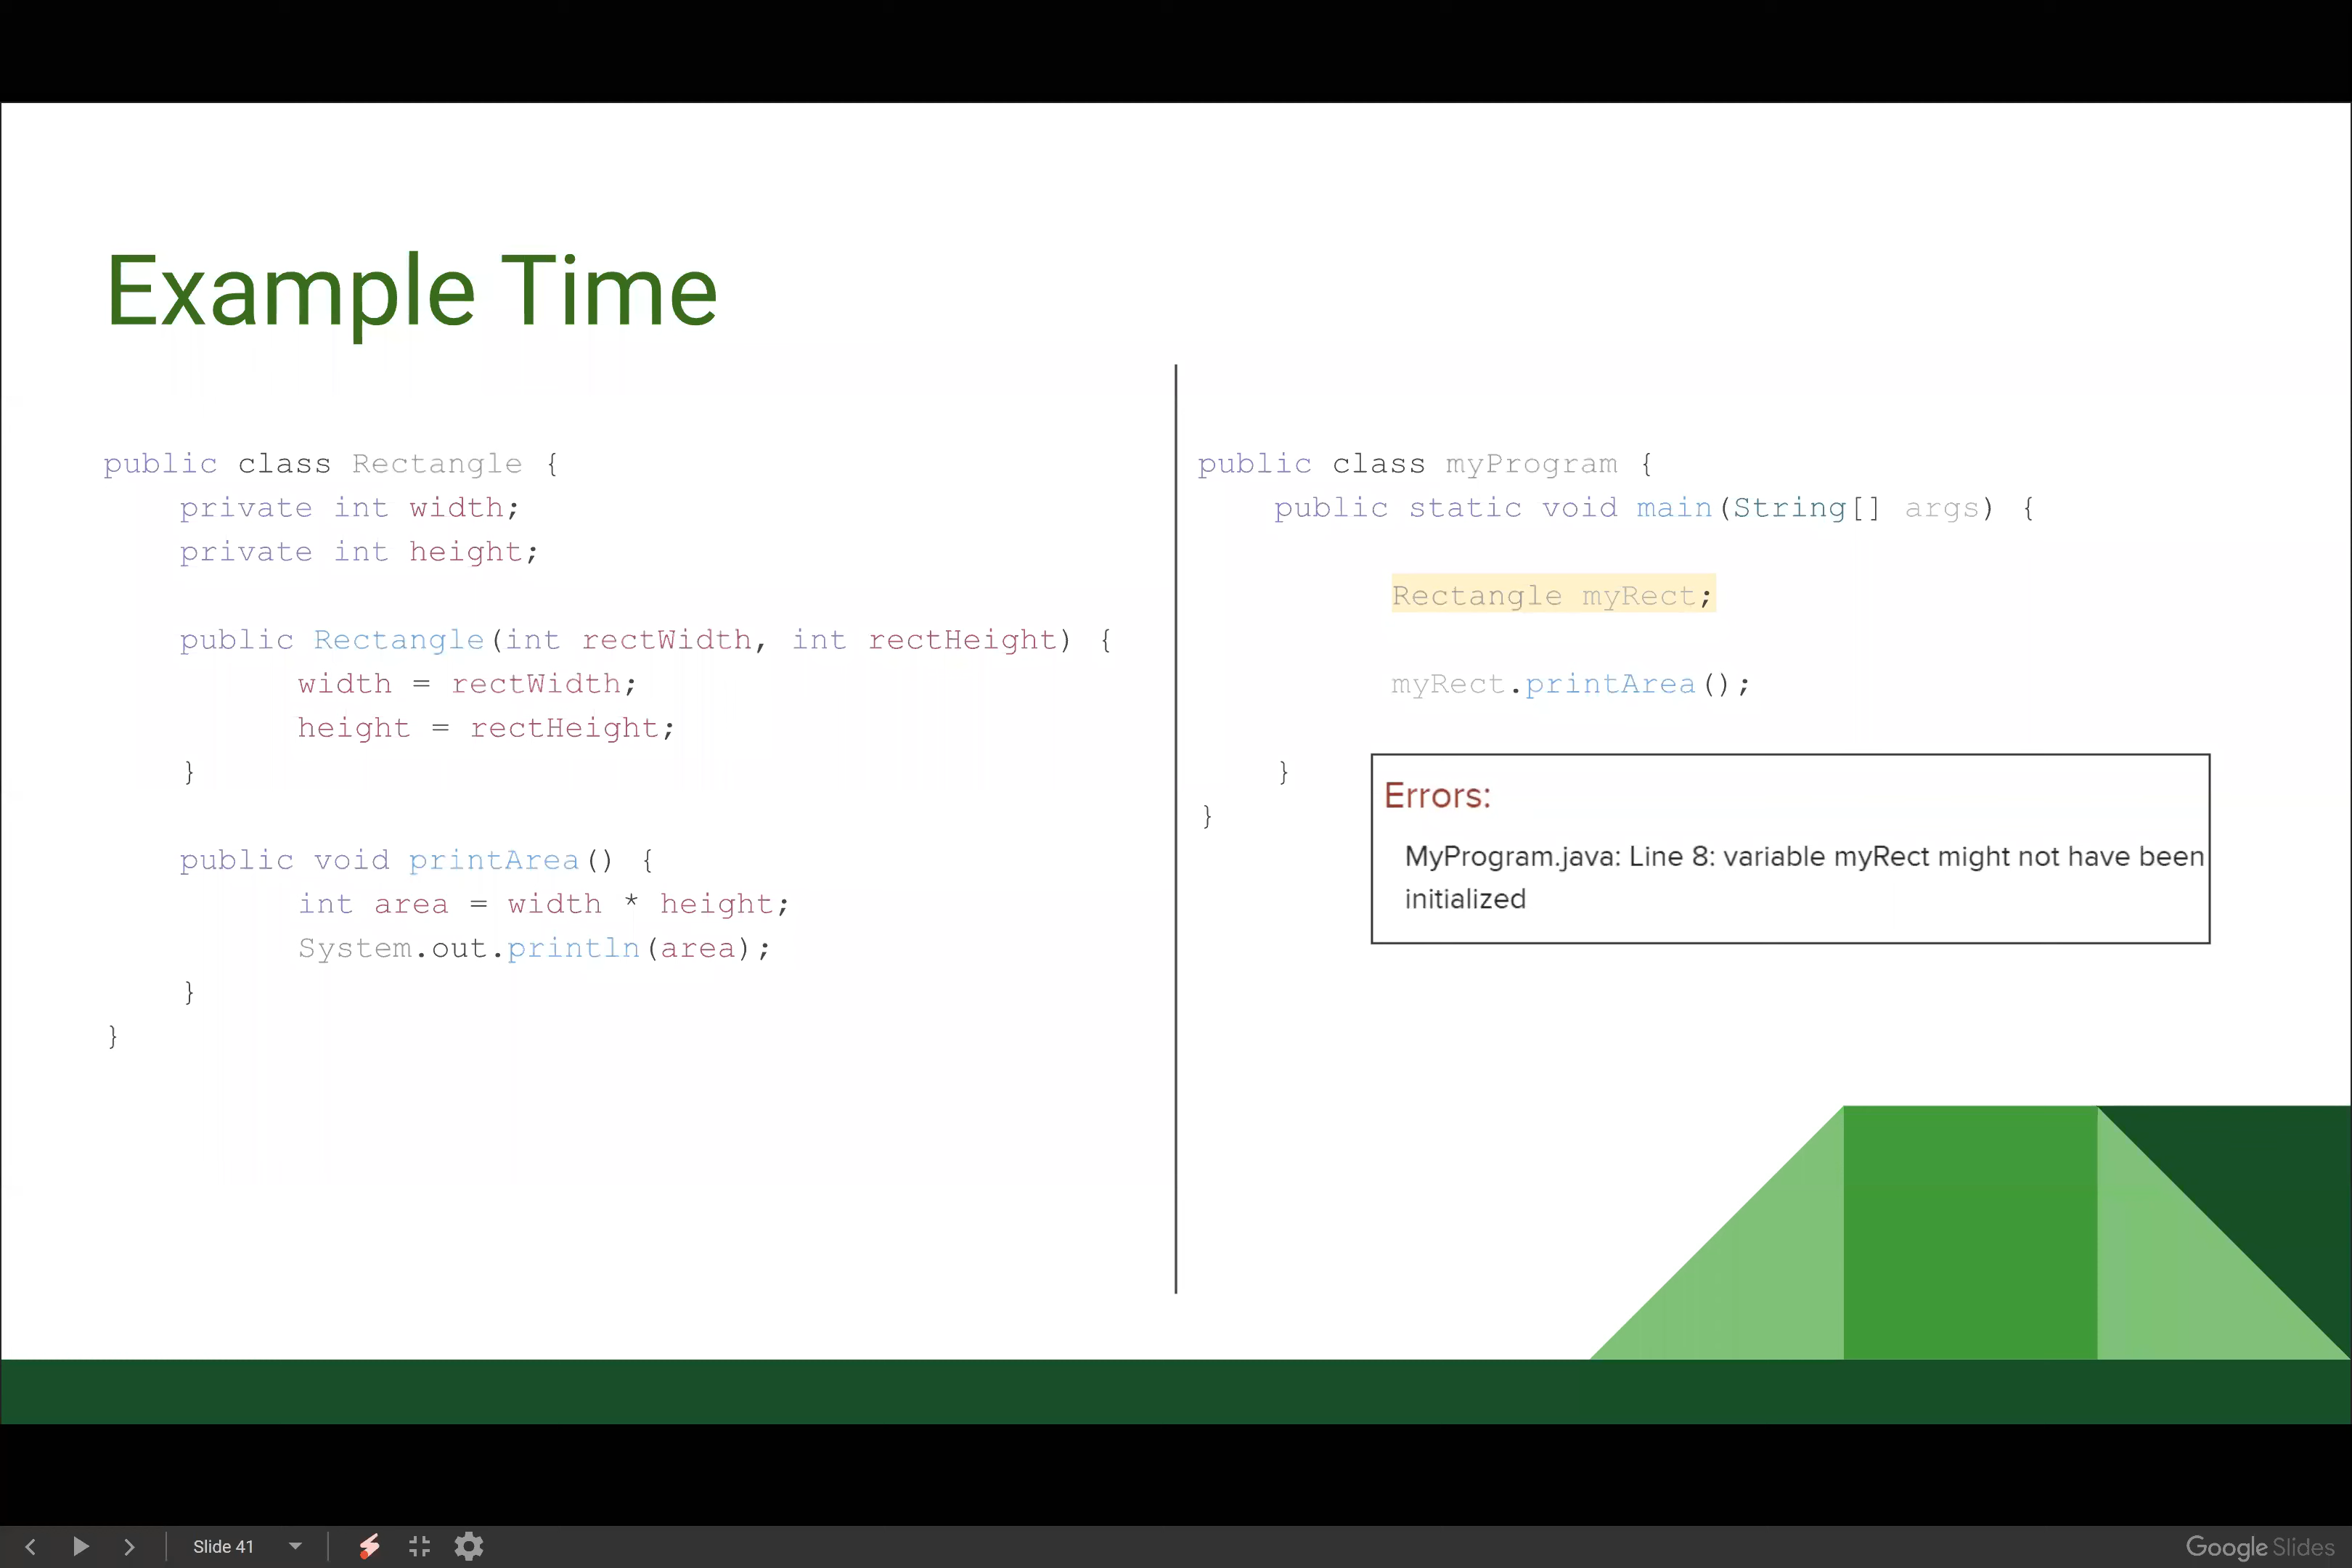 Example Time
public class Rectangle {
private int width;
private int height;
public Rectangle(int rectWidth, int rectHeight) {
width = rectWidth;
height = rectHeight;
}
public void printArea() {
int area = width * height;
System.out.println(area);
}
}
public class myProgram {
public static void main(String[] args) {
Rectangle myRect;
myRect.printArea();
}
}
Errors:
MyProgram.java: Line 8: variable myRect might not have been
initialized
Slide 41
Google Slides